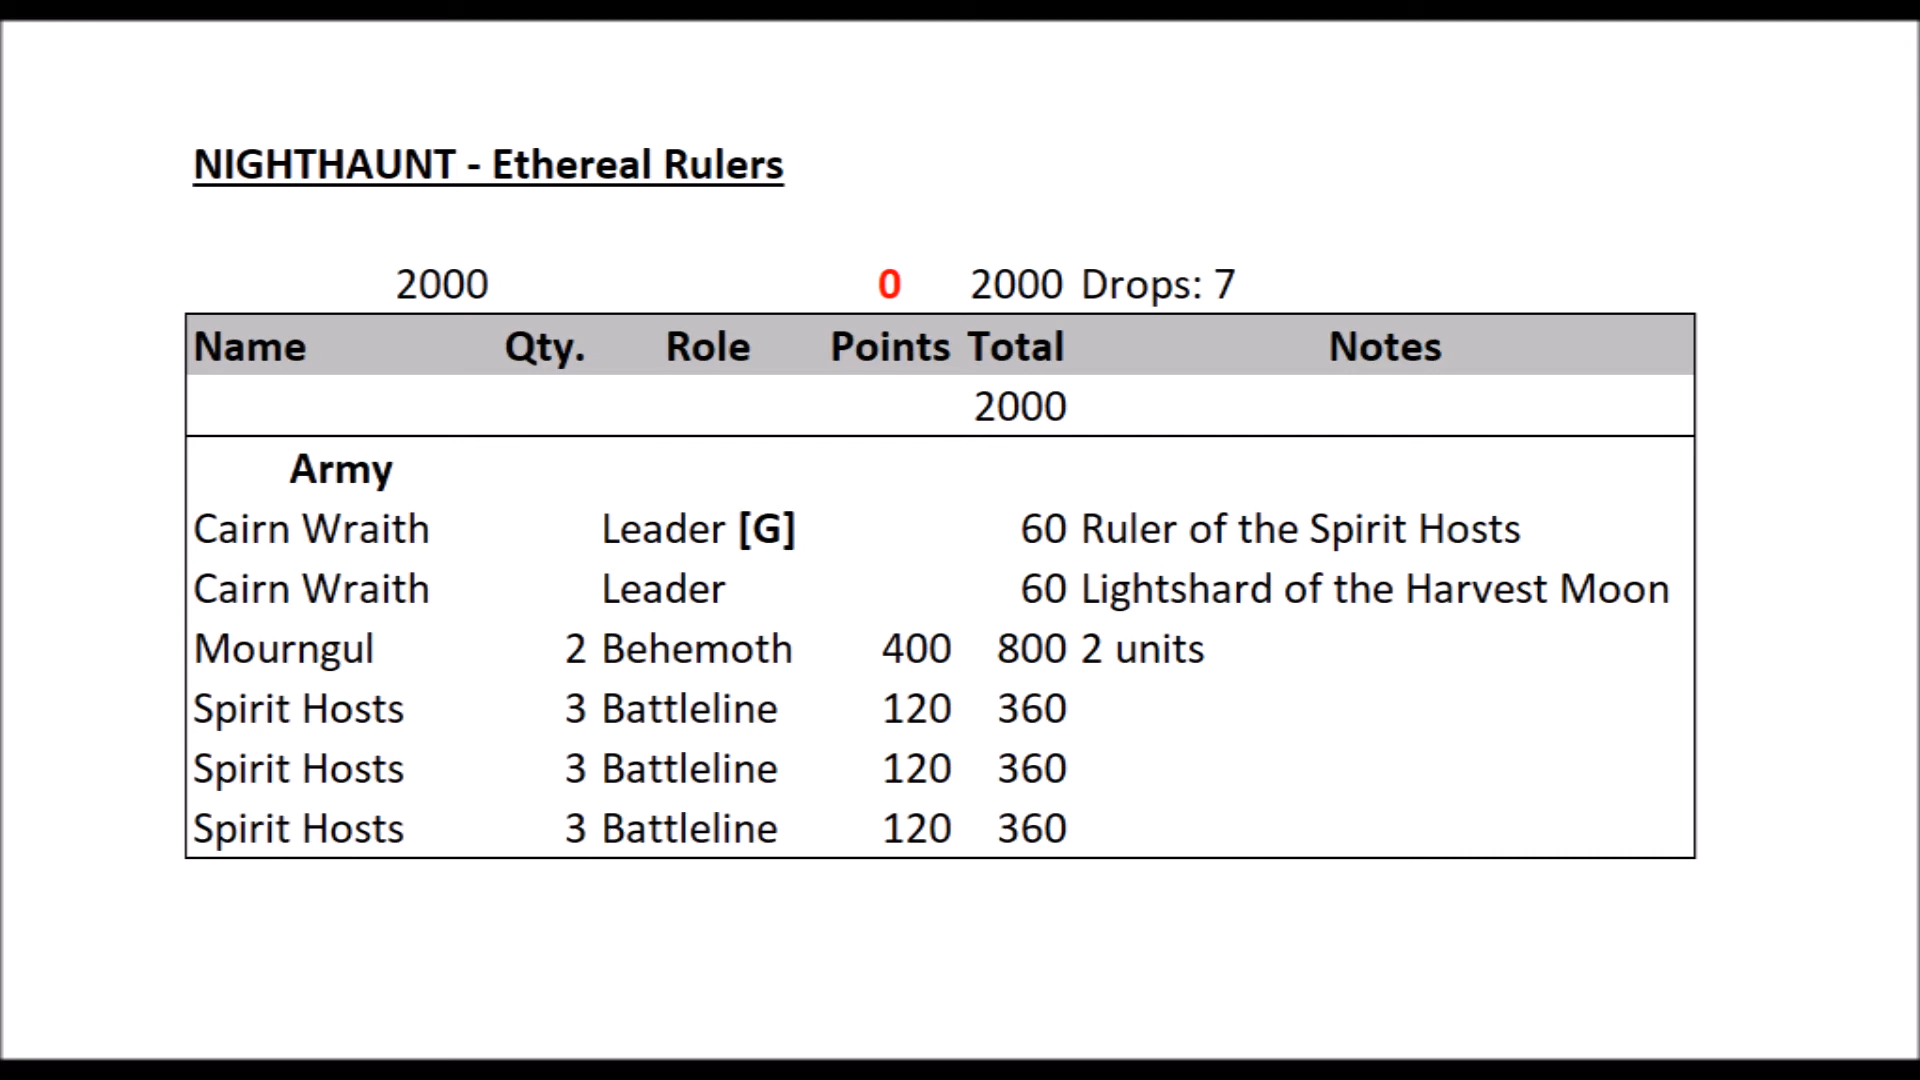 NIGHTHAUNT - Ethereal Rulers
2000 0 2000 Drops: 7
Name Qty. Role Points Total Notes
2000
Army
Cairn Wraith Leader [G] 60 Ruler of the Spirit Hosts
Cairn Wraith Leader 60 Lightshard of the Harvest Moon
Mourngul 2 Behemoth 400 800 2 units
Spirit Hosts 3 Battleline 120 360
Spirit Hosts 3 Battleline 120 360
Spirit Hosts 3 Battleline 120 360